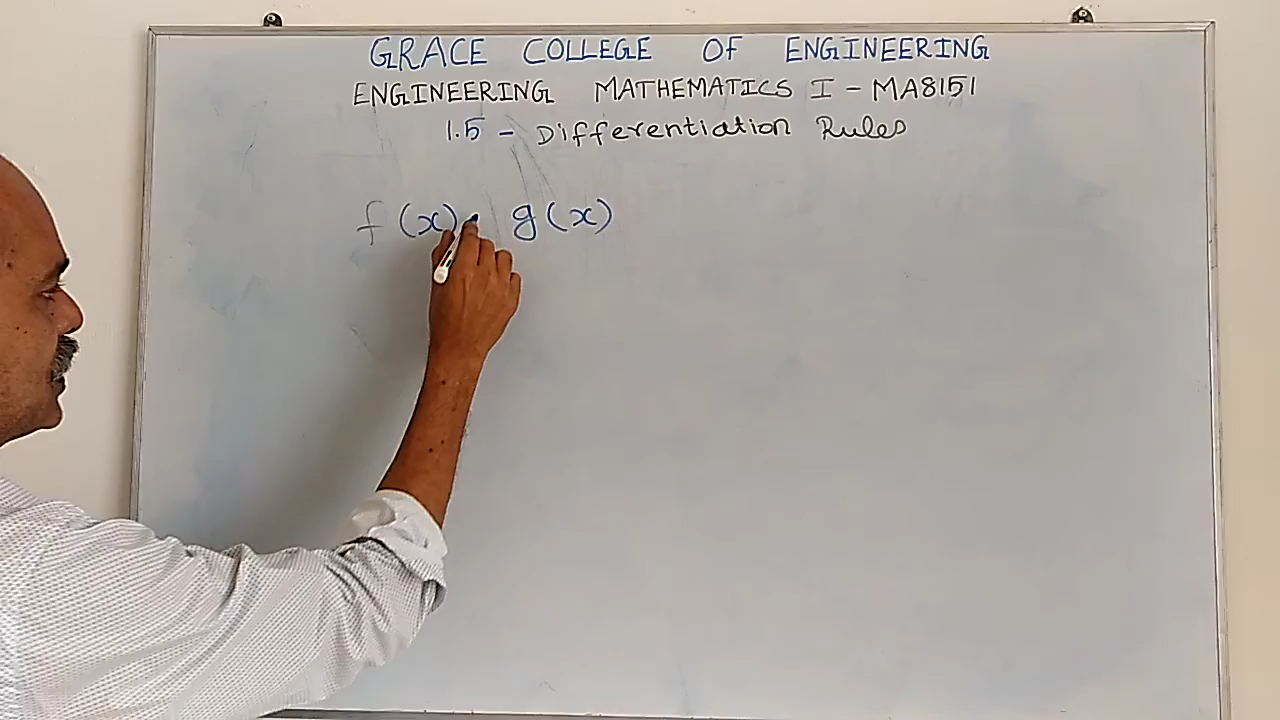 GRACE COLLEGE OF ENGINEERING
ENGINEERING MATHEMATICS I - MA8151
1.5 - Differentiation Rules
f(x), g(x)